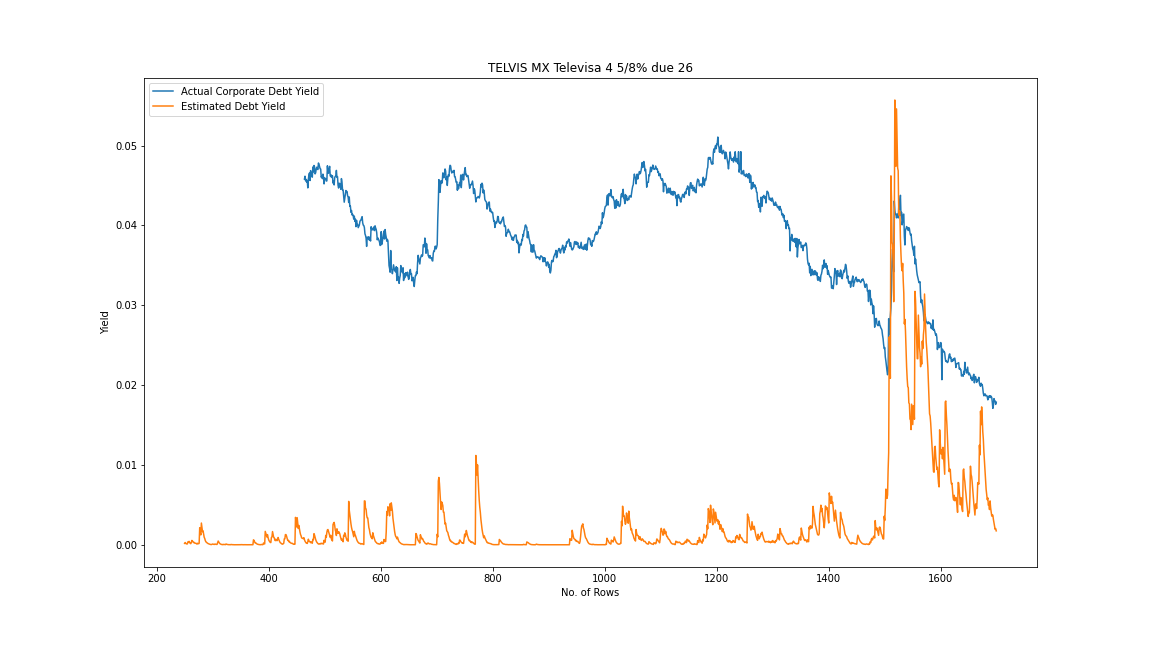 TELVIS MX Televisa 4 5/8% due 26
Actual Corporate Debt Yield
Estimated Debt Yield
0.05
0.04
0.03
0.02
0.01
0.00
Yield
200 400 600 800 1000 1200 1400 1600
No. of Rows